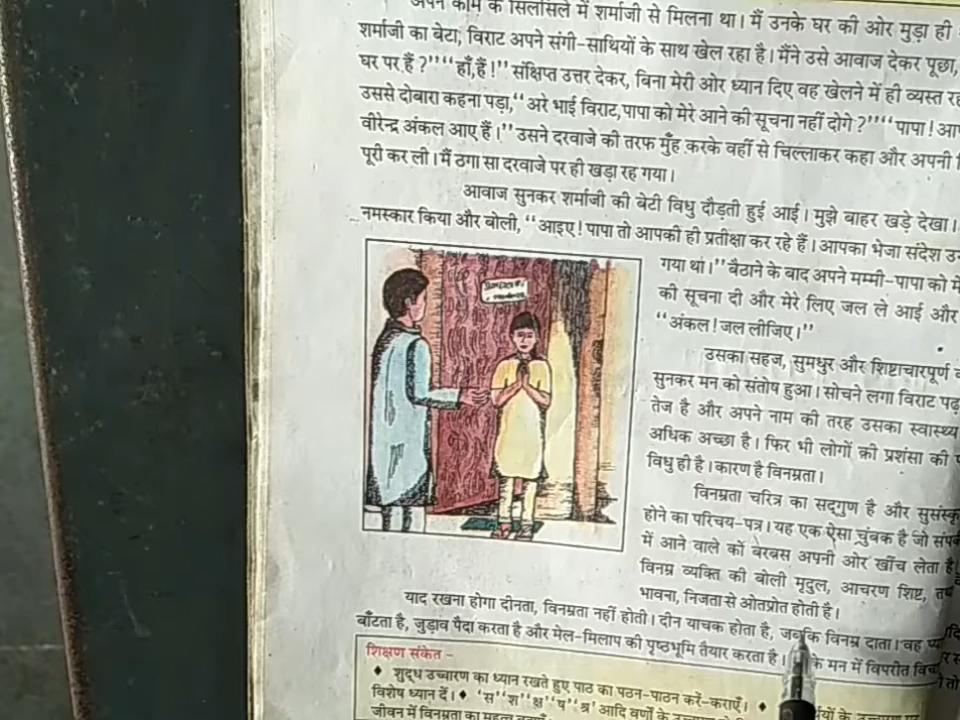 अपने काम के सिलसिले में शर्माजी से मिलना था। मैं उनके घर की ओर मुड़ा ही
शर्माजी का बेटा, विराट अपने संगी-साथियों के साथ खेल रहा है। मैंने उसे आवाज देकर पूछा,
घर पर हैं ?'' ''हाँ,हैं !'' संक्षिप्त उत्तर देकर, बिना मेरी ओर ध्यान दिए वह खेलने में ही व्यस्त
उससे दोबारा कहना पड़ा,'' अरे भाई विराट,पापा को मेरे आने की सूचना नहीं दोगे ?'' ''पापा !
वीरेन्द्र अंकल आए हैं।'' उसने दरवाजे की तरफ मुँह करके वहीं से चिल्लाकर कहा और अपनी
पूरी कर ली। मैं ठगा सा दरवाजे पर ही खड़ा रह गया।
आवाज सुनकर शर्माजी की बेटी विधु दौड़ती हुई आई। मुझे बाहर खड़े देखा।
नमस्कार किया और बोली, ''आइए! पापा तो आपकी ही प्रतीक्षा कर रहे हैं। आपका भेजा संदेश
गया था।'' बैठाने के बाद अपने मम्मी-पापा को
की सूचना दी और मेरे लिए जल ले आई और
''अंकल! जल लीजिए।''
उसका सहज, सुमधुर और शिष्टाचारपूर्ण
सुनकर मन को संतोष हुआ। सोचने लगा विराट
तेज है और अपने नाम की तरह उसका स्वास्थ्य
अधिक अच्छा है। फिर भी लोगों की प्रशंसा की
विधु ही है। कारण है विनम्रता।
विनम्रता चरित्र का सद्गुण है और
होने का परिचय-पत्र। यह एक ऐसा चुंबक है जो
में आने वाले को बरबस अपनी ओर खींच लेता है
विनम्र व्यक्ति की बोली मृदुल, आचरण शिष्ट,
भावना, निजता से ओतप्रोत होती है।
याद रखना होगा दीनता, विनम्रता नहीं होती। दीन याचक होता है, जबकि विनम्र दाता। वह
बाँटता है, जुड़ाव पैदा करता है और मेल-मिलाप की पृष्ठभूमि तैयार करता है। के मन में विपरीत
शिक्षण संकेत –
♦ शुद्ध उच्चारण का ध्यान रखते हुए पाठ का पठन-पाठन करें-कराएँ। ♦
विशेष ध्यान दें। ♦ 'स' 'श' 'क्ष' 'ष' 'श्र' आदि वर्णों के
जीवन में विनम्रता का महत्व